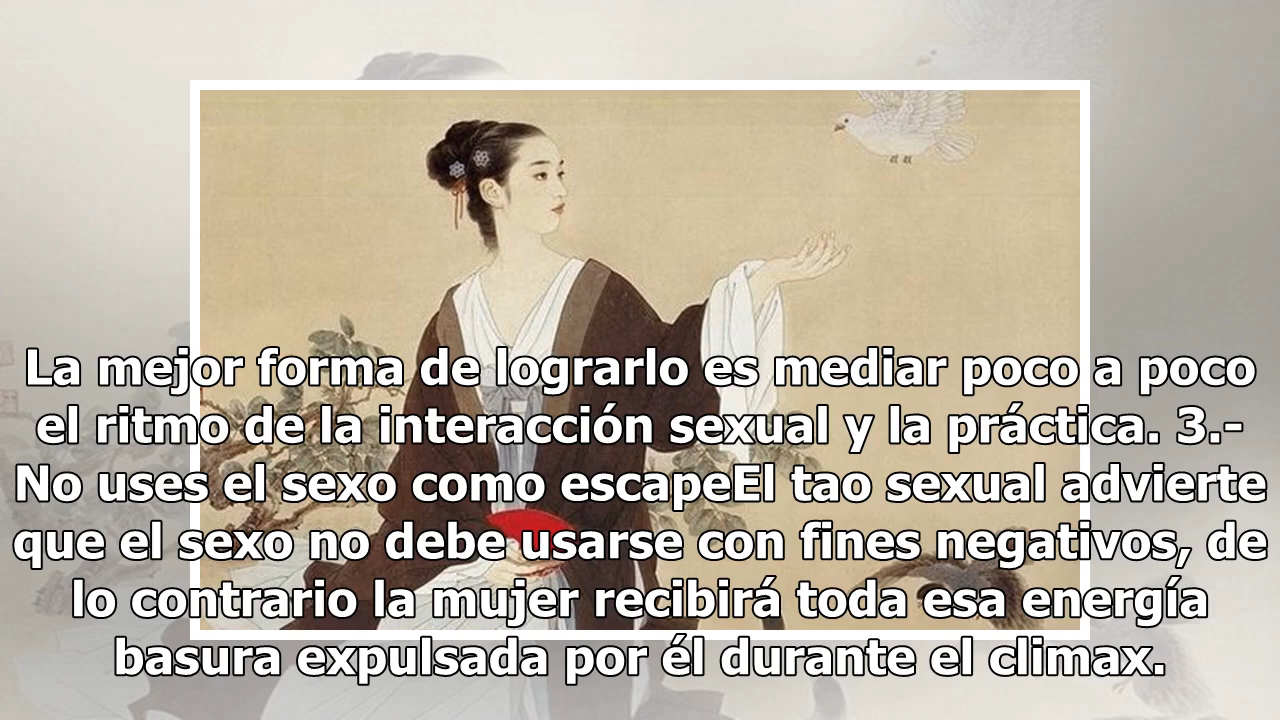 La mejor forma de lograrlo es mediar poco a poco
el ritmo de la interacción sexual y la práctica. 3.-
No uses el sexo como escapeEl tao sexual advierte
que el sexo no debe usarse con fines negativos, de
lo contrario la mujer recibirá toda esa energía
basura expulsada por él durante el climax.